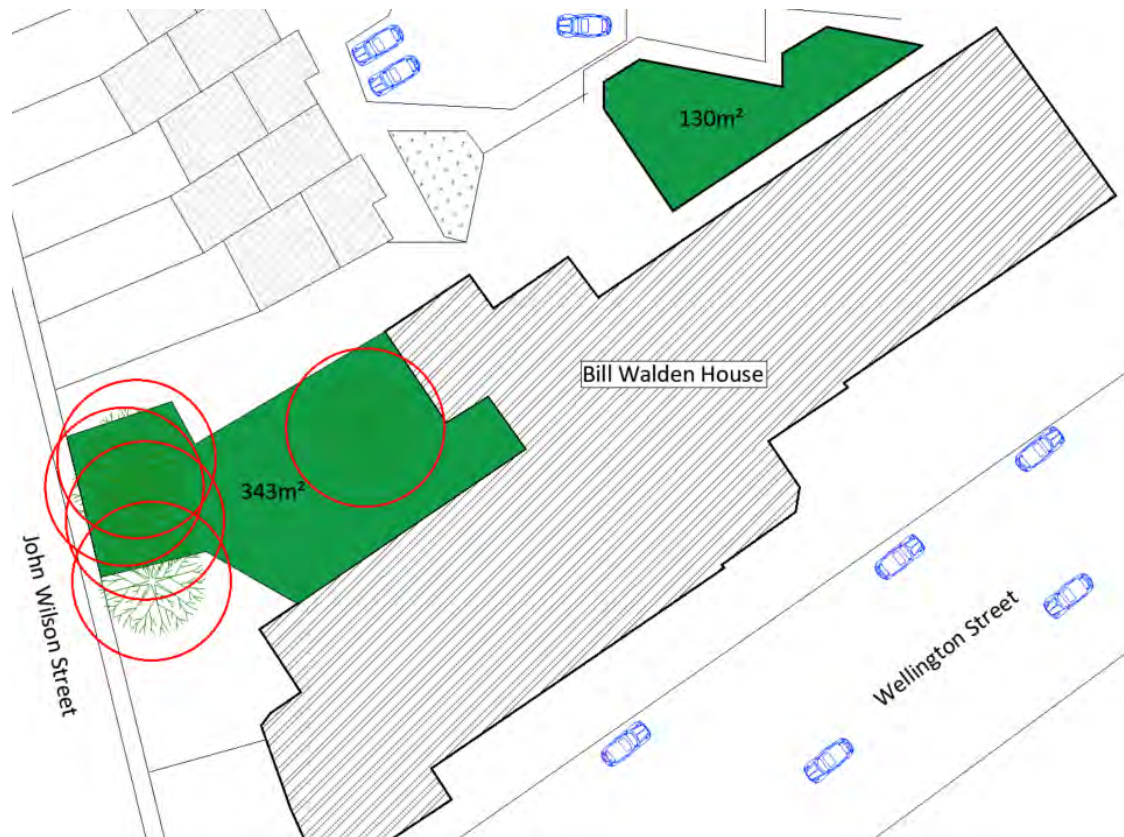 130m²
Bill Walden House
343m²
John Wilson Street
Wellington Street